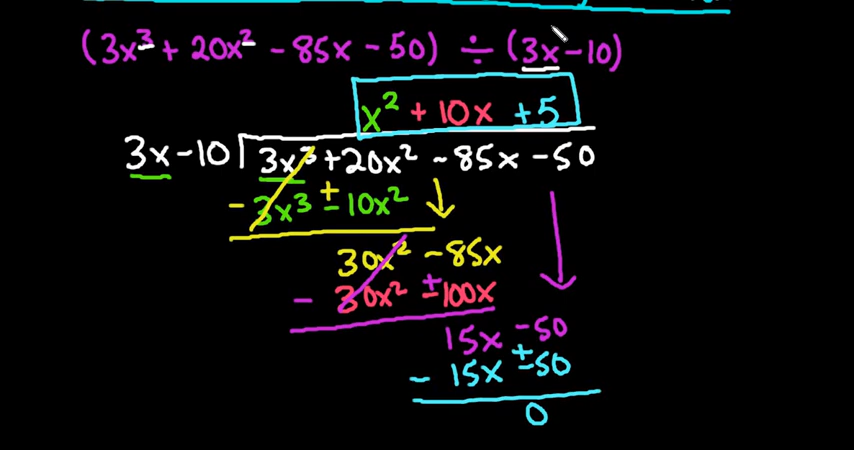 (3x³ + 20x² - 85x - 50) ÷ (3x - 10)
x² + 10x + 5
3x - 10 ) 3x³ + 20x² - 85x - 50
- 3x³ ± 10x²
30x² - 85x
- 30x² ± 100x
15x - 50
- 15x ± 50
0